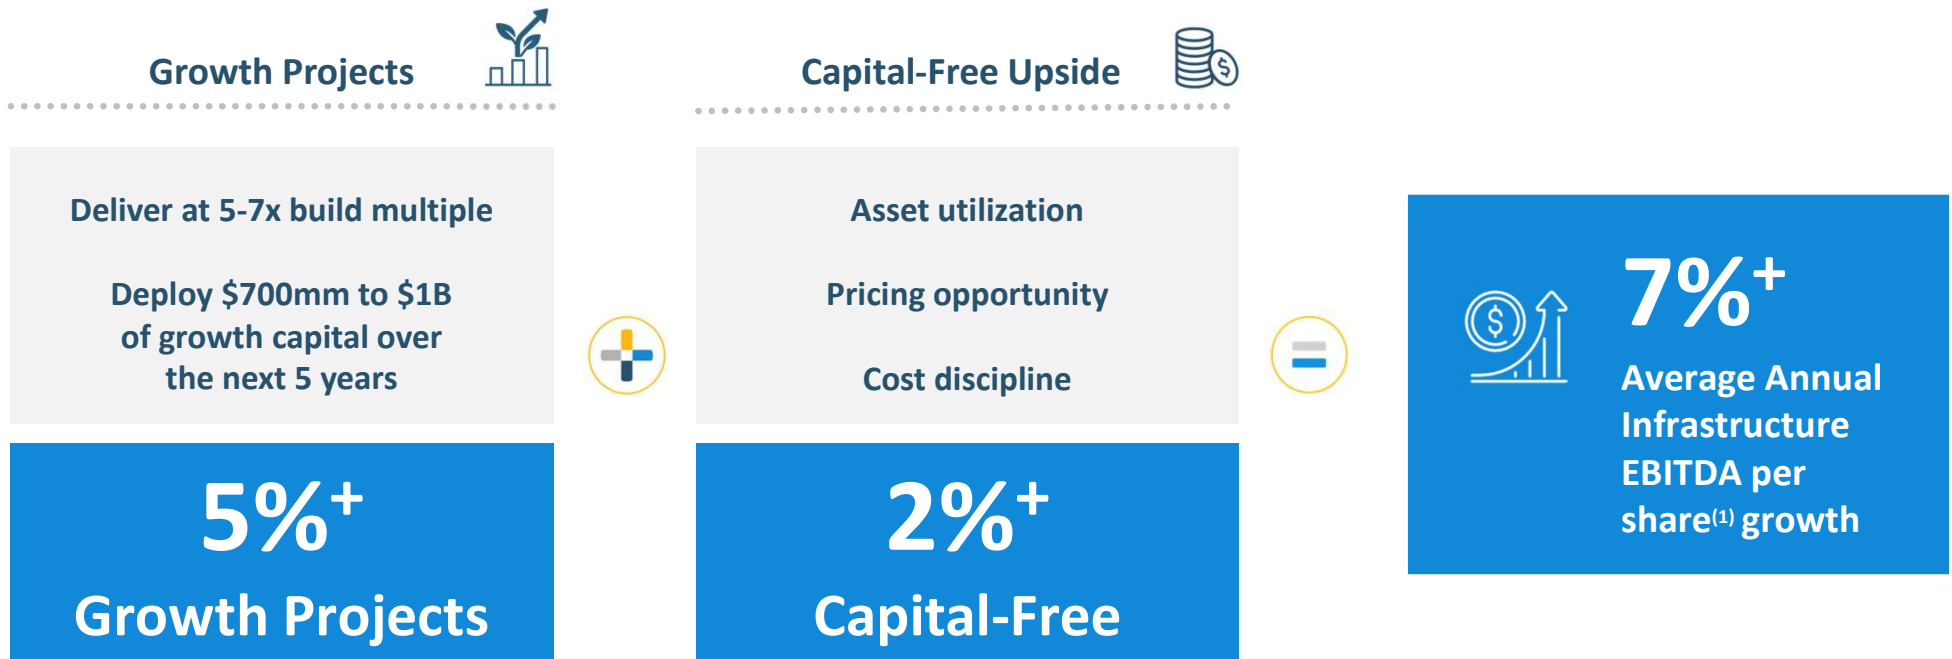 Growth Projects
Deliver at 5-7x build multiple
Deploy $700mm to $1B
of growth capital over
the next 5 years
5%+
Growth Projects
Capital-Free Upside
Asset utilization
Pricing opportunity
Cost discipline
2%+
Capital-Free
7%+
Average Annual
Infrastructure
EBITDA per
share(1) growth